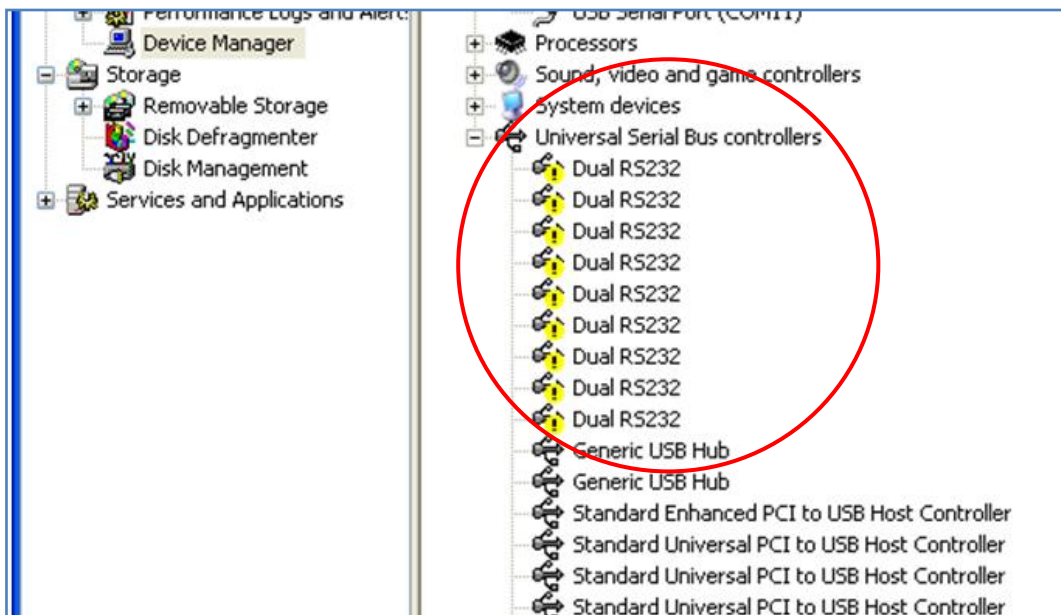 Performance Logs and Alert:
Device Manager
Storage
Removable Storage
Disk Defragmenter
Disk Management
Services and Applications
USB Serial Port (COM11)
Processors
Sound, video and game controllers
System devices
Universal Serial Bus controllers
Dual RS232
Dual RS232
Dual RS232
Dual RS232
Dual RS232
Dual RS232
Dual RS232
Dual RS232
Dual RS232
Generic USB Hub
Generic USB Hub
Standard Enhanced PCI to USB Host Controller
Standard Universal PCI to USB Host Controller
Standard Universal PCI to USB Host Controller
Standard Universal PCI to USB Host Controller